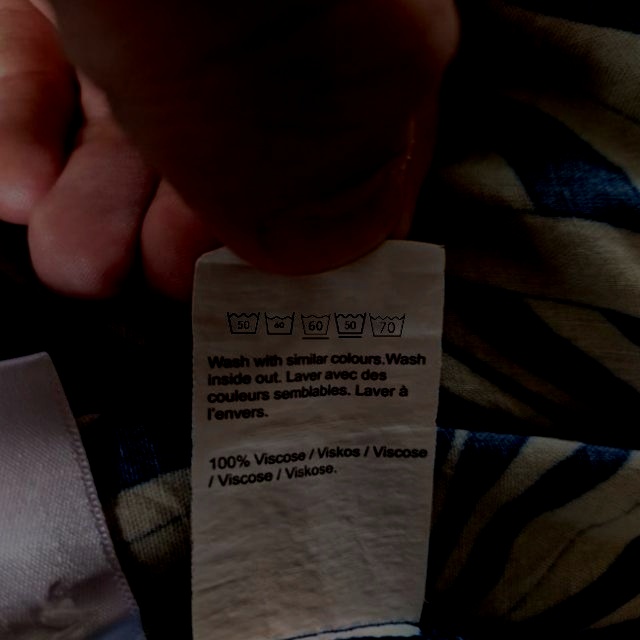 50 40 60 50 70
Wash with similar colours.Wash
inside out. Laver avec des
couleurs semblables. Laver à
l'envers.
100% Viscose / Viskos / Viscose
/ Viscose / Viskose.